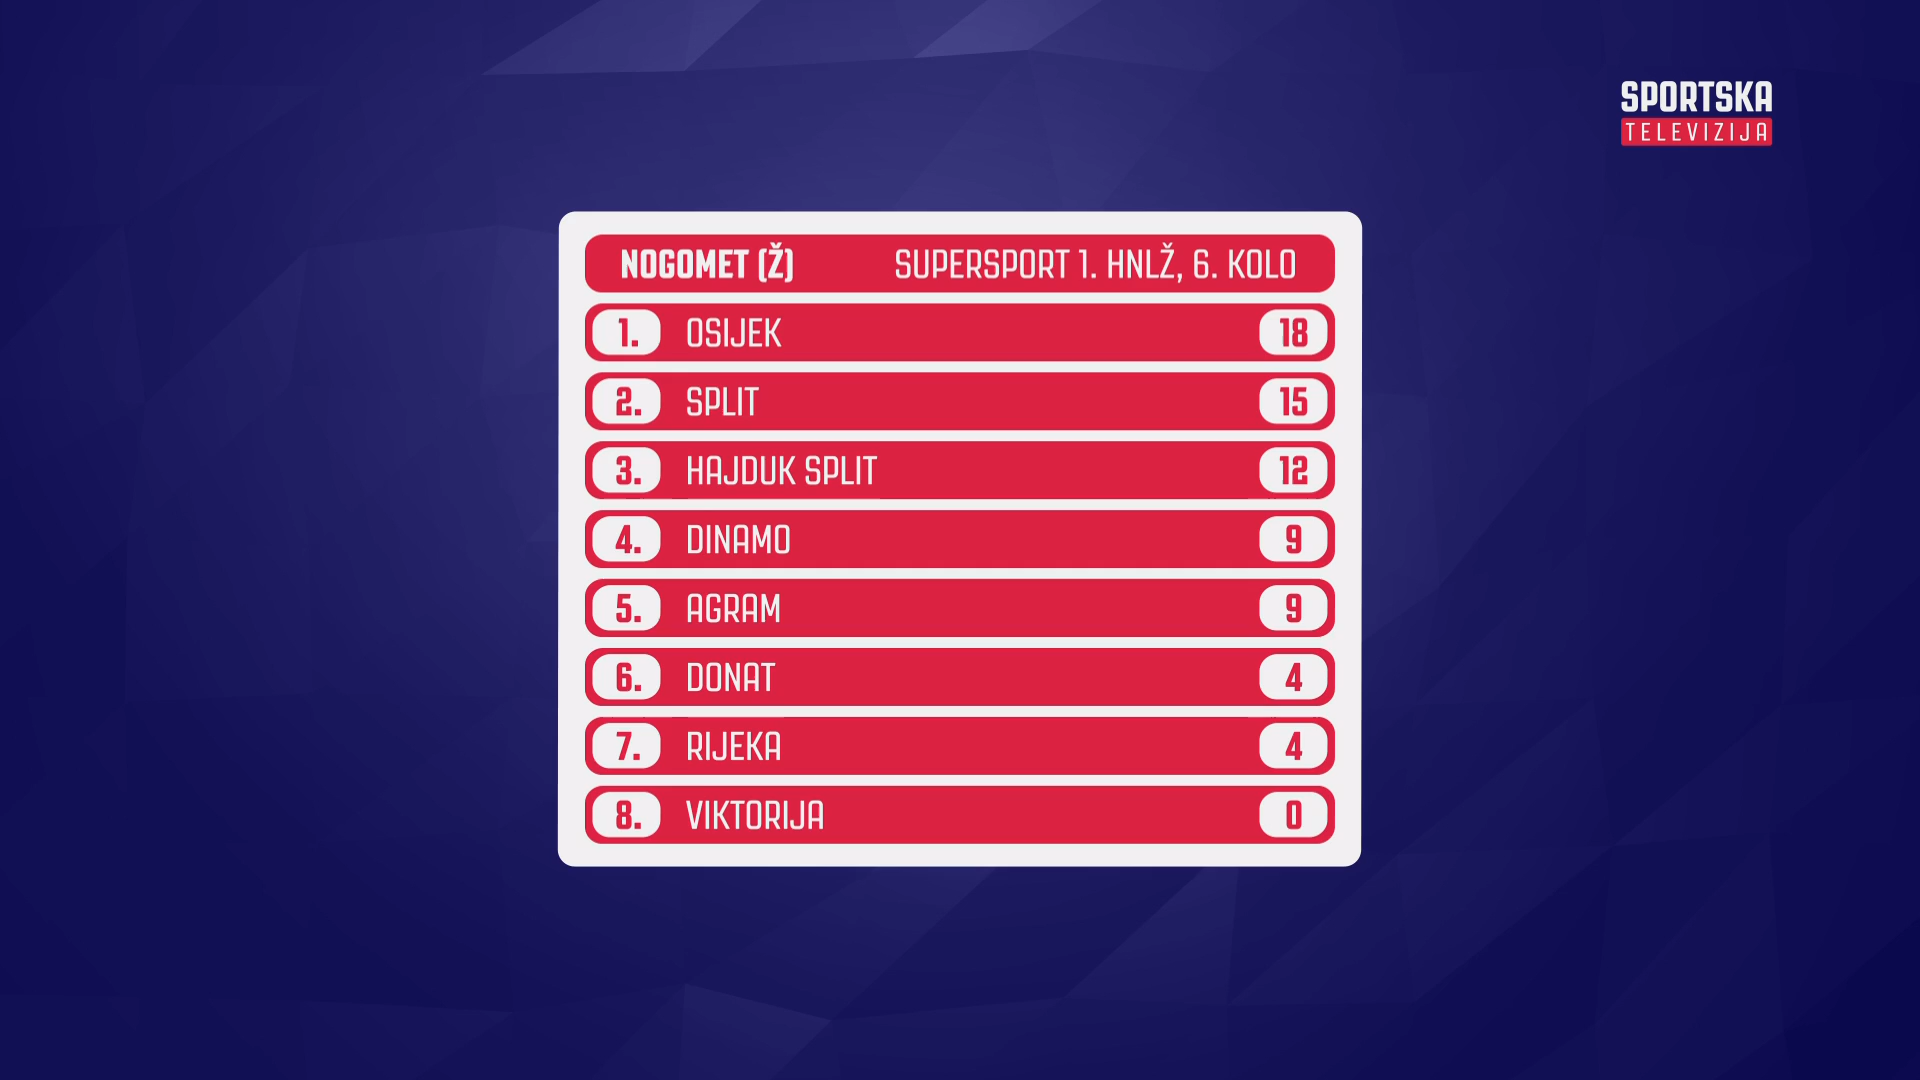 SPORTSKA
TELEVIZIJA
NOGOMET (Ž) SUPERSPORT 1. HNLŽ, 6. KOLO
1. OSIJEK 18
2. SPLIT 15
3. HAJDUK SPLIT 12
4. DINAMO 9
5. AGRAM 9
6. DONAT 4
7. RIJEKA 4
8. VIKTORIJA 0